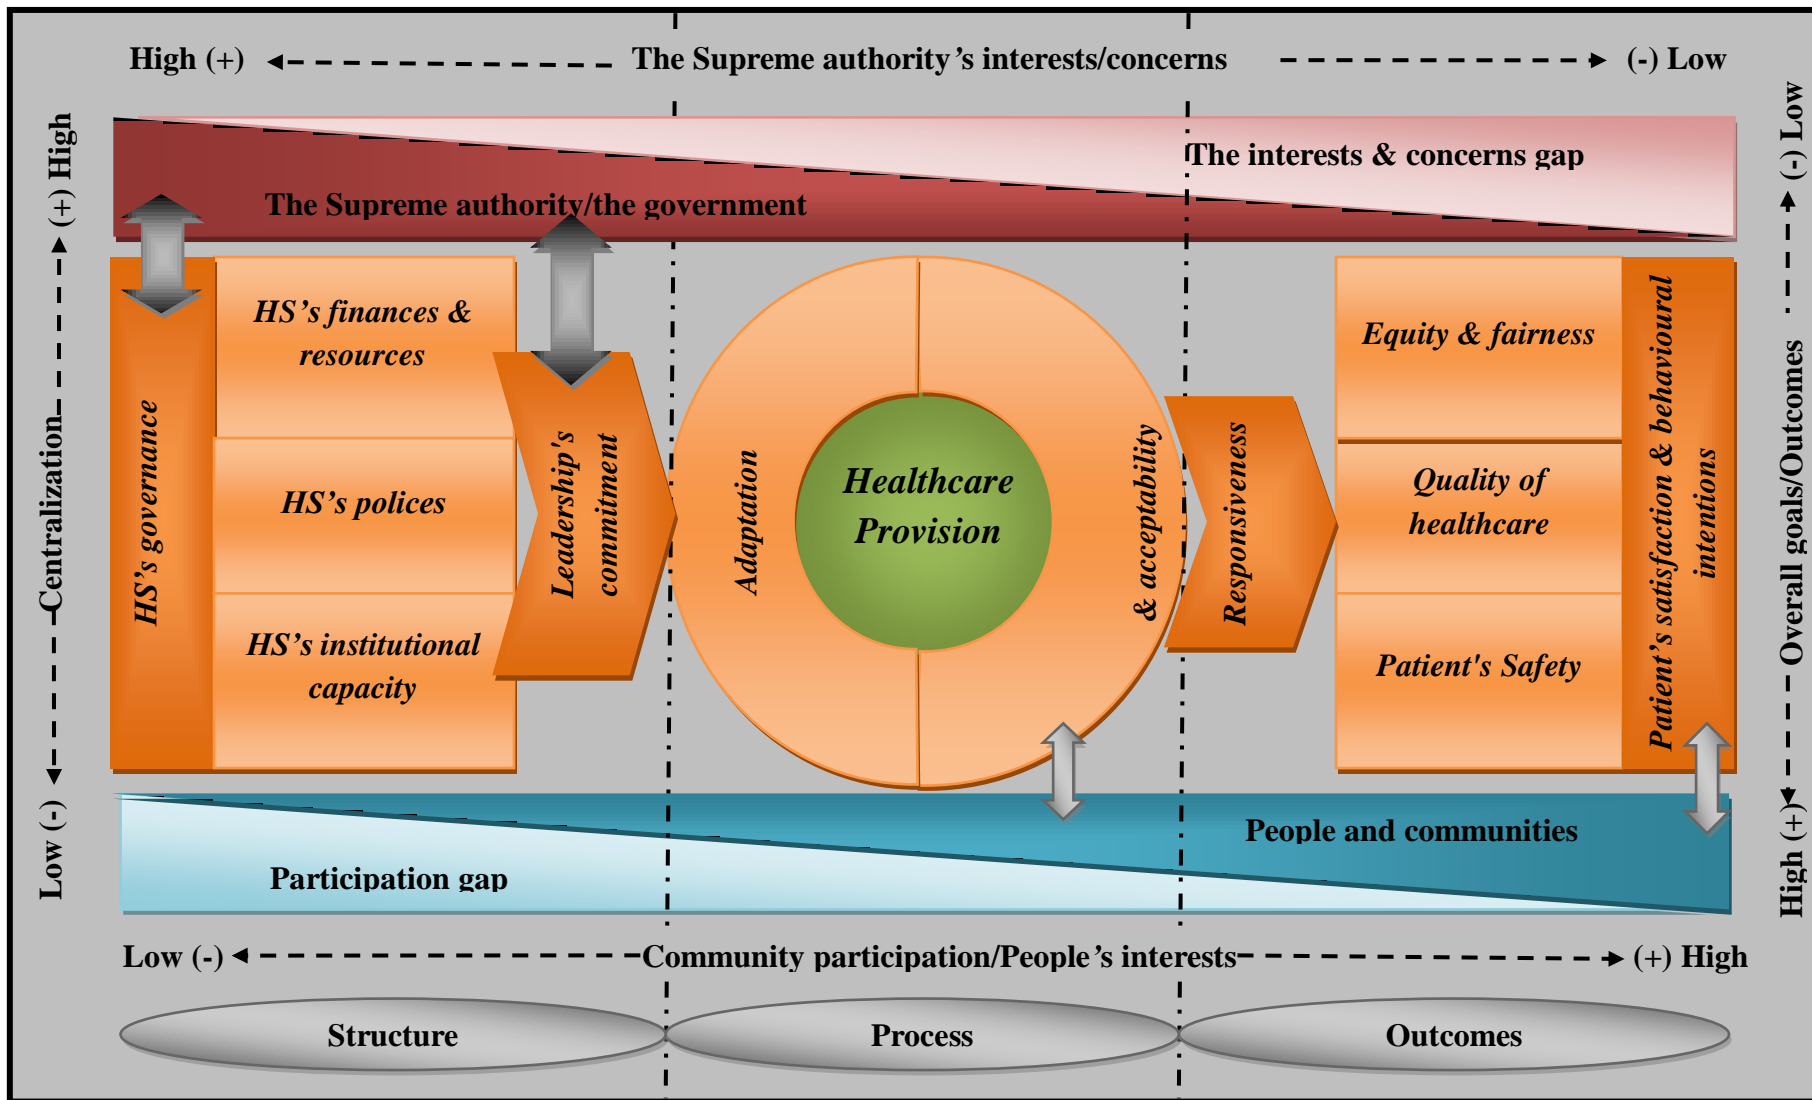 High (+)
The Supreme authority’s interests/concerns
(-) Low
(+) High
Centralization
Low (-)
The interests & concerns gap
The Supreme authority/the government
HS’s governance
HS’s finances &
resources
HS’s polices
HS’s institutional
capacity
Leadership's
commitment
Adaptation
Healthcare
Provision
& acceptability
Responsiveness
Equity & fairness
Quality of
healthcare
Patient's Safety
Patient’s satisfaction & behavioural
intentions
(-) Low
Overall goals/Outcomes
High (+)
People and communities
Participation gap
Low (-)
Community participation/People’s interests
(+) High
Structure
Process
Outcomes